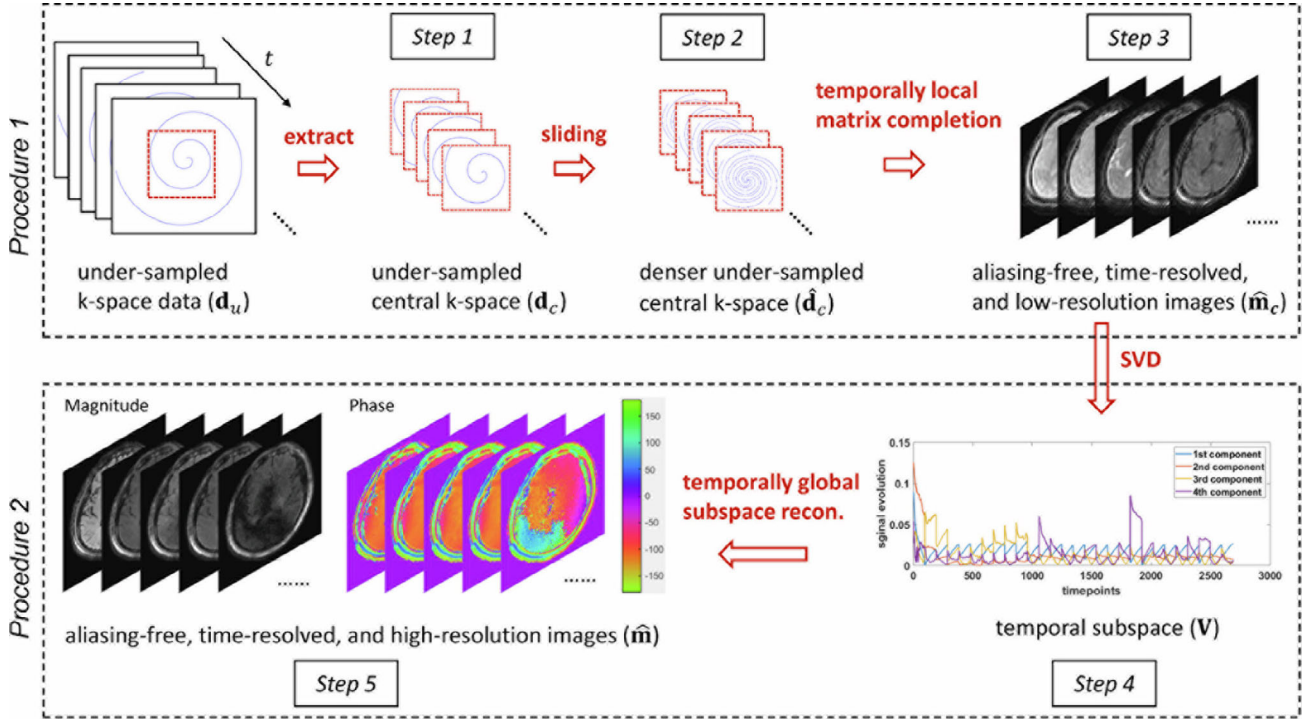 Procedure 1
t
extract
under-sampled
k-space data (d_u)
Step 1
sliding
under-sampled
central k-space (d_c)
Step 2
denser under-sampled
central k-space (d̂_c)
temporally local
matrix completion
Step 3
......
aliasing-free, time-resolved,
and low-resolution images (m̂_c)
SVD
Procedure 2
Magnitude
......
Phase
......
150
100
50
0
-50
-100
-150
aliasing-free, time-resolved, and high-resolution images (m̂)
Step 5
temporally global
subspace recon.
sginal evolution
0.15
0.1
0.05
0
1st component
2nd component
3rd component
4th component
0 500 1000 1500 2000 2500 3000
timepoints
temporal subspace (V)
Step 4